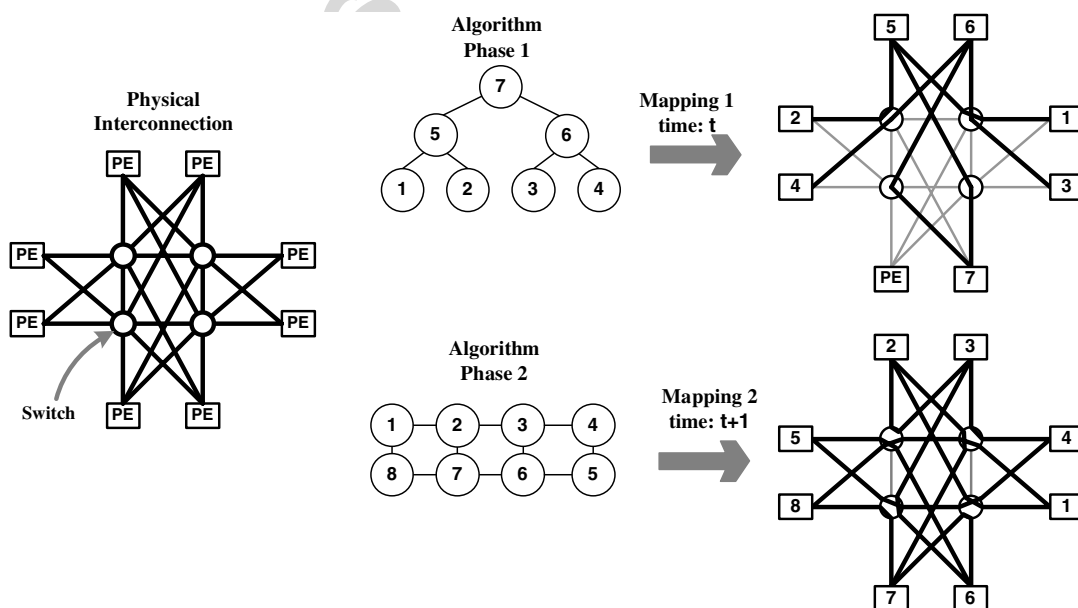 Physical
Interconnection
PE PE
PE PE
PE PE
PE PE
Switch
Algorithm
Phase 1
7
5 6
1 2 3 4
Mapping 1
time: t
5 6
2 1
4 3
PE 7
Algorithm
Phase 2
1 2 3 4
8 7 6 5
Mapping 2
time: t+1
2 3
5 4
8 1
7 6